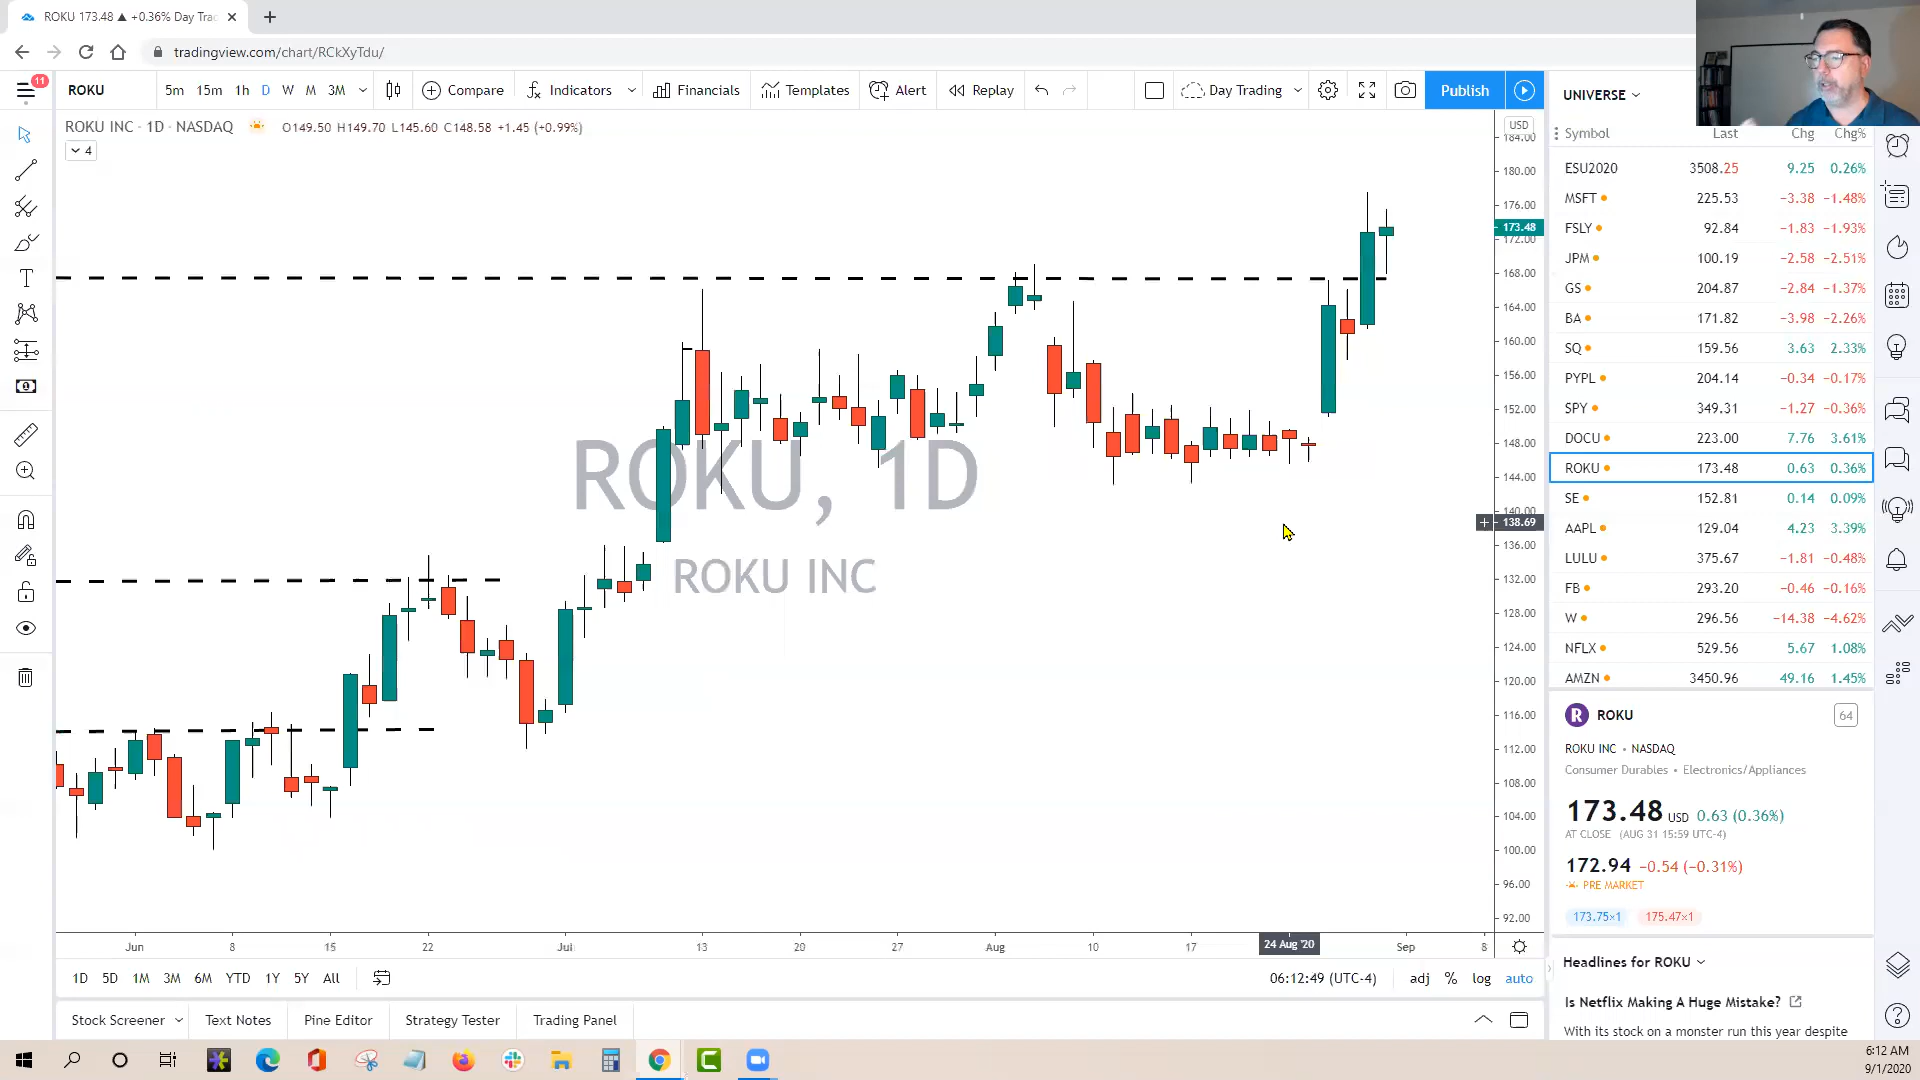 ROKU 173.48 ▲ +0.36% Day Tra
tradingview.com/chart/RCkXyTdu/
11
ROKU 5m 15m 1h D W M 3M Compare Indicators Financials Templates Alert Replay Day Trading Publish
ROKU INC · 1D · NASDAQ O149.50 H149.70 L145.60 C148.58 +1.45 (+0.99%)
4
USD
184.00
180.00
176.00
173.48
172.00
168.00
164.00
160.00
156.00
152.00
148.00
144.00
140.00
138.69
136.00
132.00
128.00
124.00
120.00
116.00
112.00
108.00
104.00
100.00
96.00
92.00
ROKU, 1D
ROKU INC
Jun 8 15 22 Jul 13 20 27 Aug 10 17 24 Aug '20 Sep 8
1D 5D 1M 3M 6M YTD 1Y 5Y All 06:12:49 (UTC-4) adj % log auto
Stock Screener Text Notes Pine Editor Strategy Tester Trading Panel
UNIVERSE
Symbol Last Chg Chg%
ESU2020 3508.25 9.25 0.26%
MSFT 225.53 −3.38 −1.48%
FSLY 92.84 −1.83 −1.93%
JPM 100.19 −2.58 −2.51%
GS 204.87 −2.84 −1.37%
BA 171.82 −3.98 −2.26%
SQ 159.56 3.63 2.33%
PYPL 204.14 −0.34 −0.17%
SPY 349.31 −1.27 −0.36%
DOCU 223.00 7.76 3.61%
ROKU 173.48 0.63 0.36%
SE 152.81 0.14 0.09%
AAPL 129.04 4.23 3.39%
LULU 375.67 −1.81 −0.48%
FB 293.20 −0.46 −0.16%
W 296.56 −14.38 −4.62%
NFLX 529.56 5.67 1.08%
AMZN 3450.96 49.16 1.45%
R ROKU 64
ROKU INC • NASDAQ
Consumer Durables • Electronics/Appliances
173.48 USD 0.63 (0.36%)
AT CLOSE (AUG 31 15:59 UTC-4)
172.94 −0.54 (−0.31%)
PRE MARKET
173.75×1 175.47×1
Headlines for ROKU
Is Netflix Making A Huge Mistake?
With its stock on a monster run this year despite
6:12 AM
9/1/2020